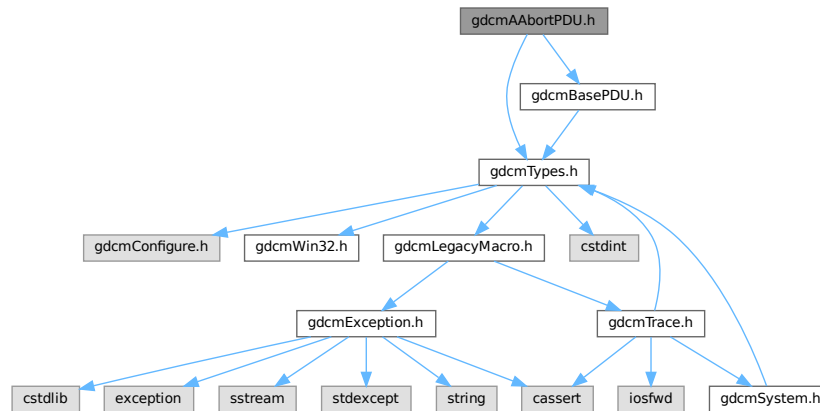 gdcmAAbortPDU.h
gdcmBasePDU.h
gdcmTypes.h
gdcmConfigure.h
gdcmWin32.h
gdcmLegacyMacro.h
cstdint
gdcmException.h
gdcmTrace.h
cstdlib
exception
sstream
stdexcept
string
cassert
iosfwd
gdcmSystem.h